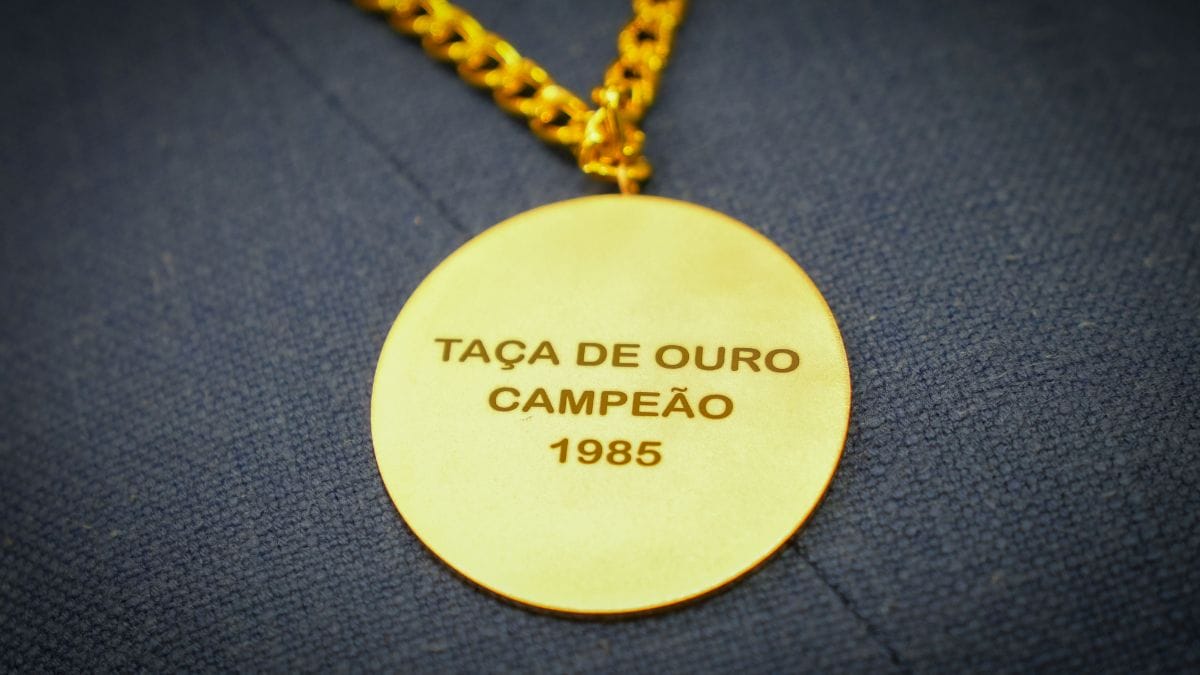 TAÇA DE OURO
CAMPEÃO
1985